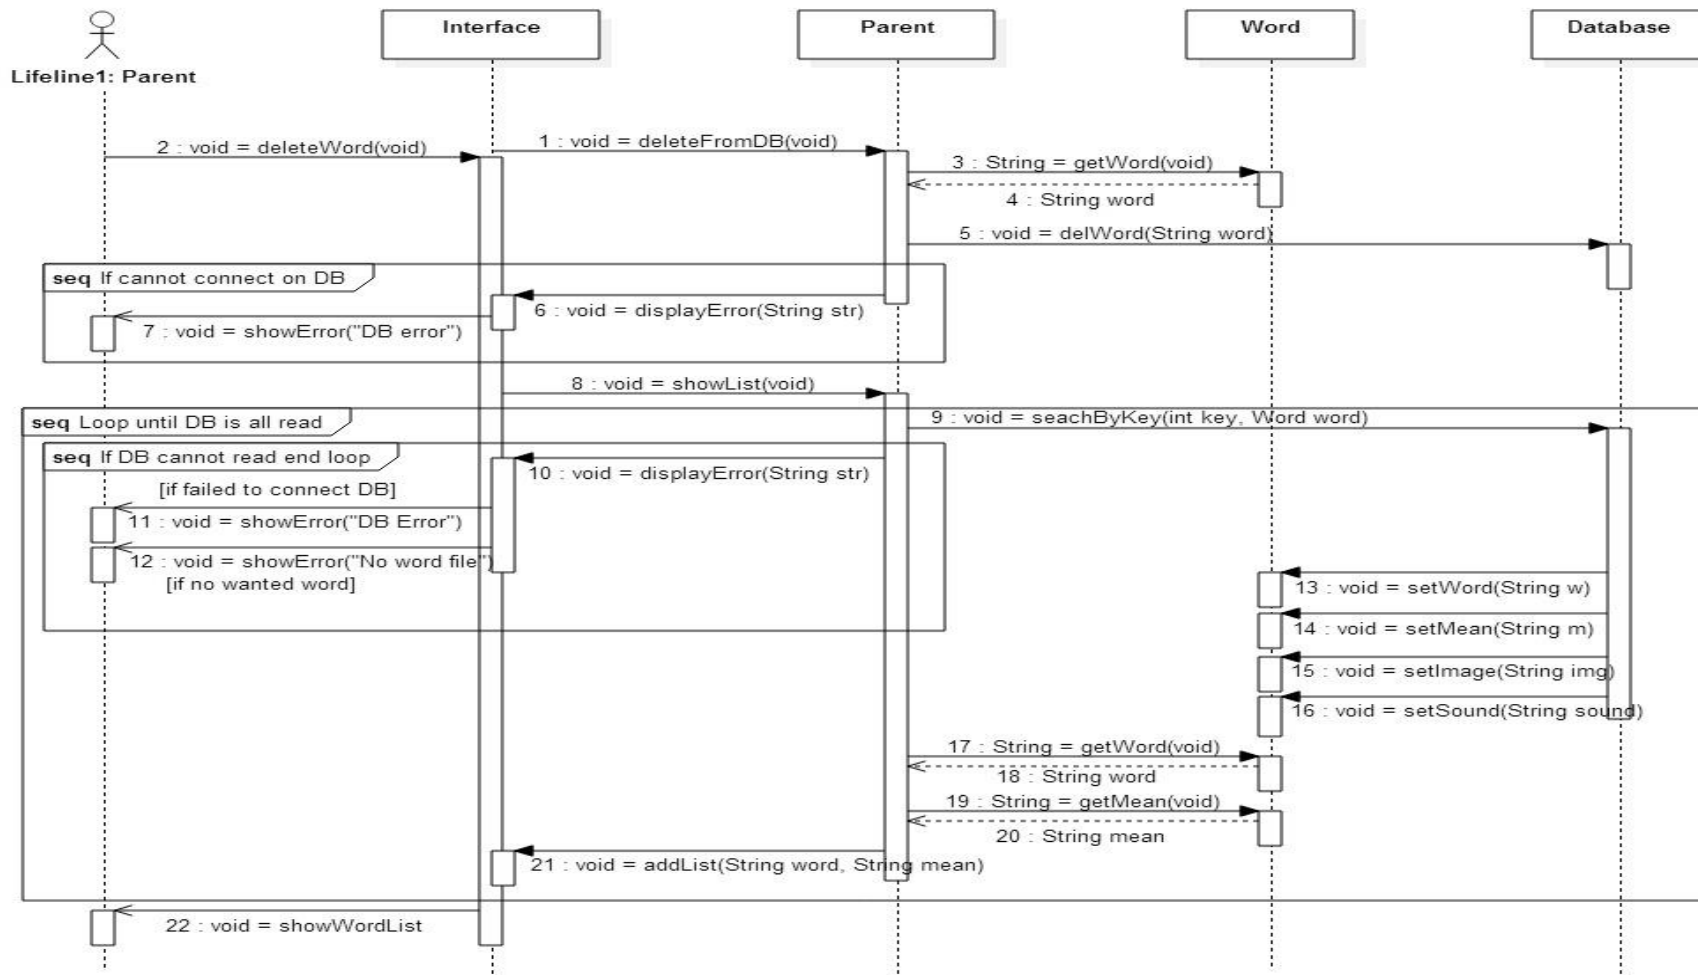 Interface
Parent
Word
Database
Lifeline1: Parent
2 : void = deleteWord(void)
1 : void = deleteFromDB(void)
3 : String = getWord(void)
4 : String word
5 : void = delWord(String word)
seq If cannot connect on DB
6 : void = displayError(String str)
7 : void = showError("DB error")
8 : void = showList(void)
seq Loop until DB is all read
9 : void = seachByKey(int key, Word word)
seq If DB cannot read end loop
10 : void = displayError(String str)
[if failed to connect DB]
11 : void = showError("DB Error")
12 : void = showError("No word file")
[if no wanted word]
13 : void = setWord(String w)
14 : void = setMean(String m)
15 : void = setImage(String img)
16 : void = setSound(String sound)
17 : String = getWord(void)
18 : String word
19 : String = getMean(void)
20 : String mean
21 : void = addList(String word, String mean)
22 : void = showWordList